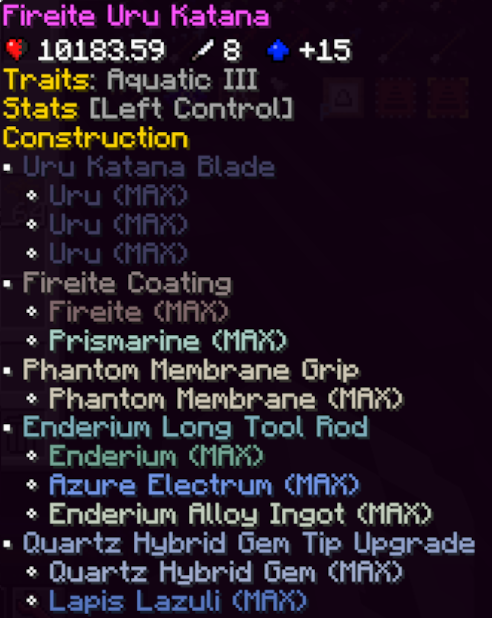 Fireite Uru Katana
10183.59 8 +15
Traits: Aquatic III
Stats [Left Control]
Construction
Uru Katana Blade
Uru (MAX)
Uru (MAX)
Uru (MAX)
Fireite Coating
Fireite (MAX)
Prismarine (MAX)
Phantom Membrane Grip
Phantom Membrane (MAX)
Enderium Long Tool Rod
Enderium (MAX)
Azure Electrum (MAX)
Enderium Alloy Ingot (MAX)
Quartz Hybrid Gem Tip Upgrade
Quartz Hybrid Gem (MAX)
Lapis Lazuli (MAX)